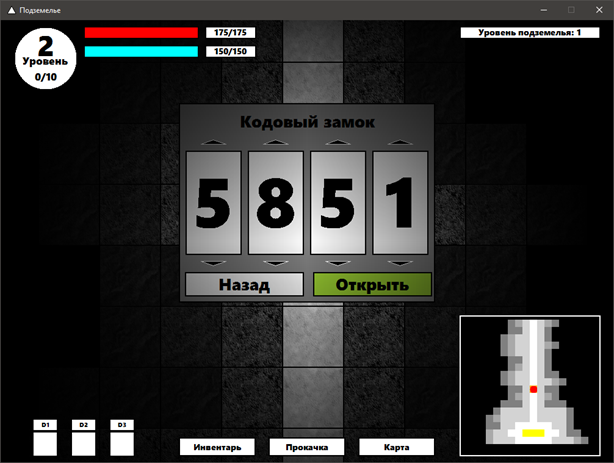 Подземелье
2
Уровень
0/10
175/175
150/150
Уровень подземелья: 1
Кодовый замок
5 8 5 1
Назад Открыть
D1 D2 D3
Инвентарь Прокачка Карта